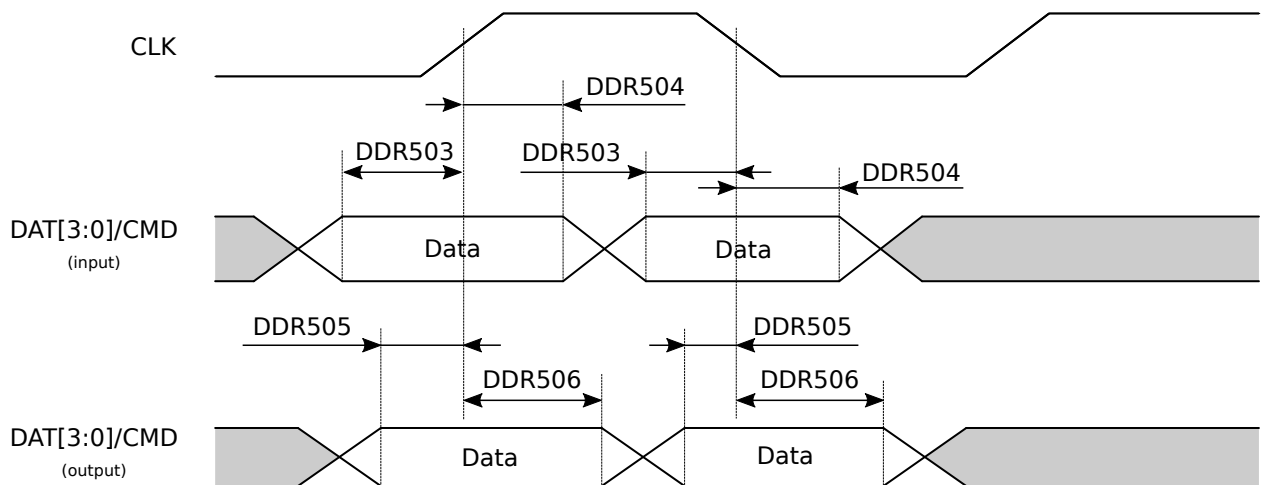 CLK
DDR504
DDR503
DDR503
DDR504
DAT[3:0]/CMD
(input)
Data
Data
DDR505
DDR505
DDR506
DDR506
DAT[3:0]/CMD
(output)
Data
Data